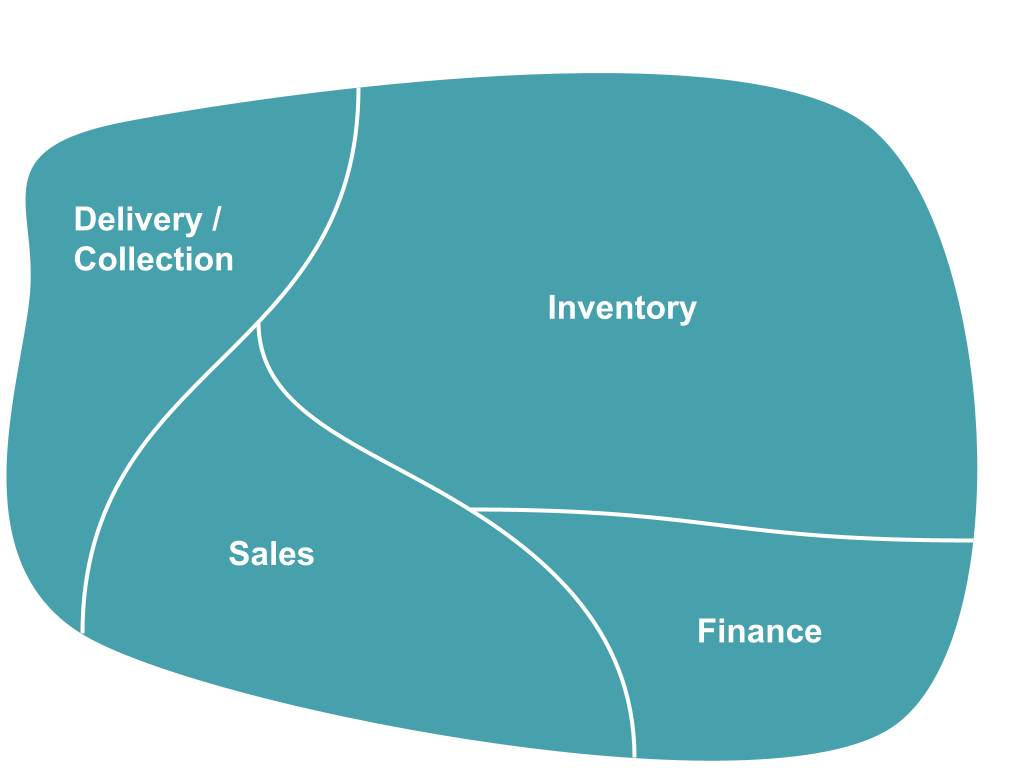 Delivery /
Collection
Inventory
Sales
Finance